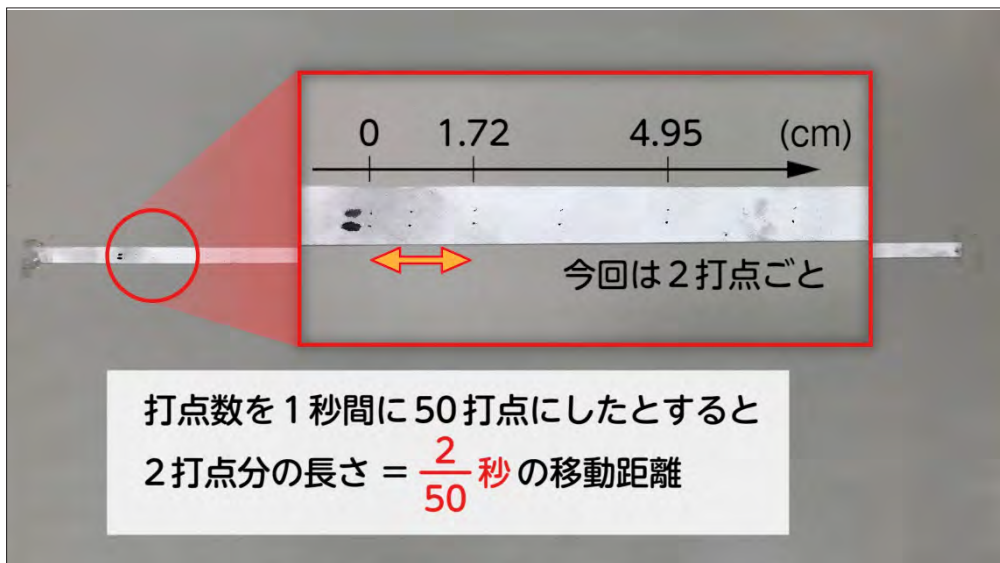 0 1.72 4.95 (cm)
今回は2打点ごと
打点数を1秒間に50打点にしたとすると
2打点分の長さ = 2/50 秒の移動距離